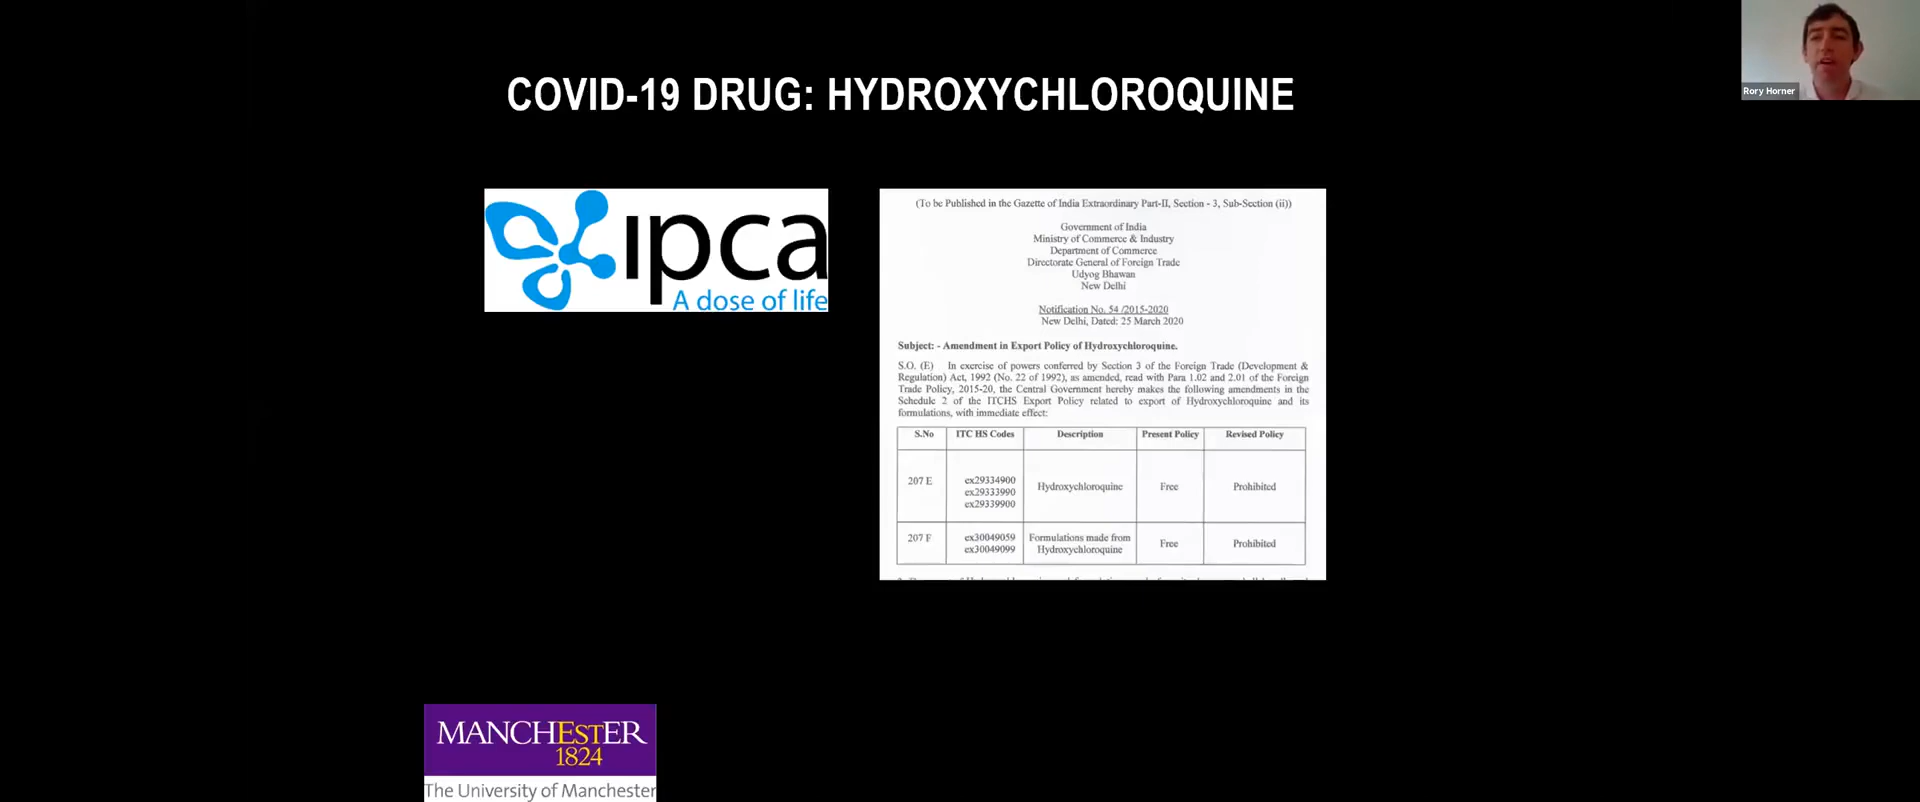 COVID-19 DRUG: HYDROXYCHLOROQUINE
Rory Horner
ipca
A dose of life
(To be Published in the Gazette of India Extraordinary Part-II, Section - 3, Sub-Section (ii))
Government of India
Ministry of Commerce & Industry
Department of Commerce
Directorate General of Foreign Trade
Udyog Bhawan
New Delhi
Notification No. 54 /2015-2020
New Delhi, Dated: 25 March 2020
Subject: - Amendment in Export Policy of Hydroxychloroquine.
S.O. (E) In exercise of powers conferred by Section 3 of the Foreign Trade (Development &
Regulation) Act, 1992 (No. 22 of 1992), as amended, read with Para 1.02 and 2.01 of the Foreign
Trade Policy, 2015-20, the Central Government hereby makes the following amendments in the
Schedule 2 of the ITCHS Export Policy related to export of Hydroxychloroquine and its
formulations, with immediate effect:
S.No ITC HS Codes Description Present Policy Revised Policy
207 E ex29334900 Hydroxychloroquine Free Prohibited
ex29333990
ex29339900
207 F ex30049059 Formulations made from Free Prohibited
ex30049099 Hydroxychloroquine
MANCHESTER
1824
The University of Manchester